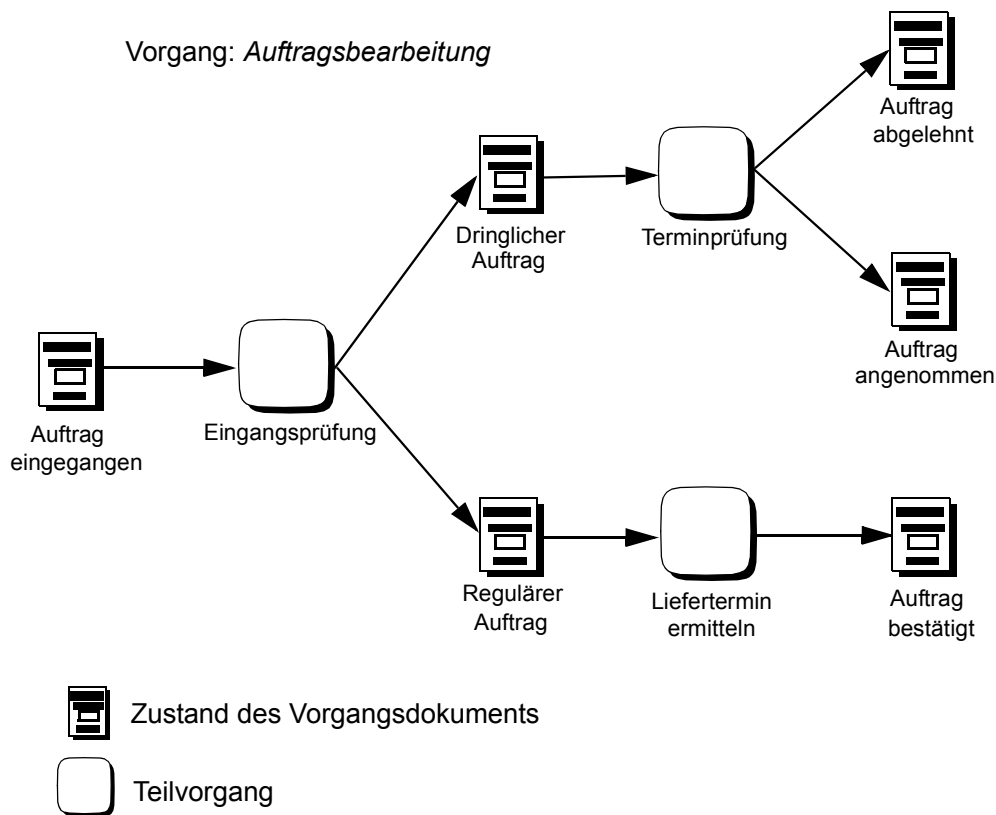 Vorgang: Auftragsbearbeitung
Auftrag
abgelehnt
Dringlicher
Auftrag
Terminprüfung
Auftrag
angenommen
Auftrag
eingegangen
Eingangsprüfung
Regulärer
Auftrag
Liefertermin
ermitteln
Auftrag
bestätigt
Zustand des Vorgangsdokuments
Teilvorgang